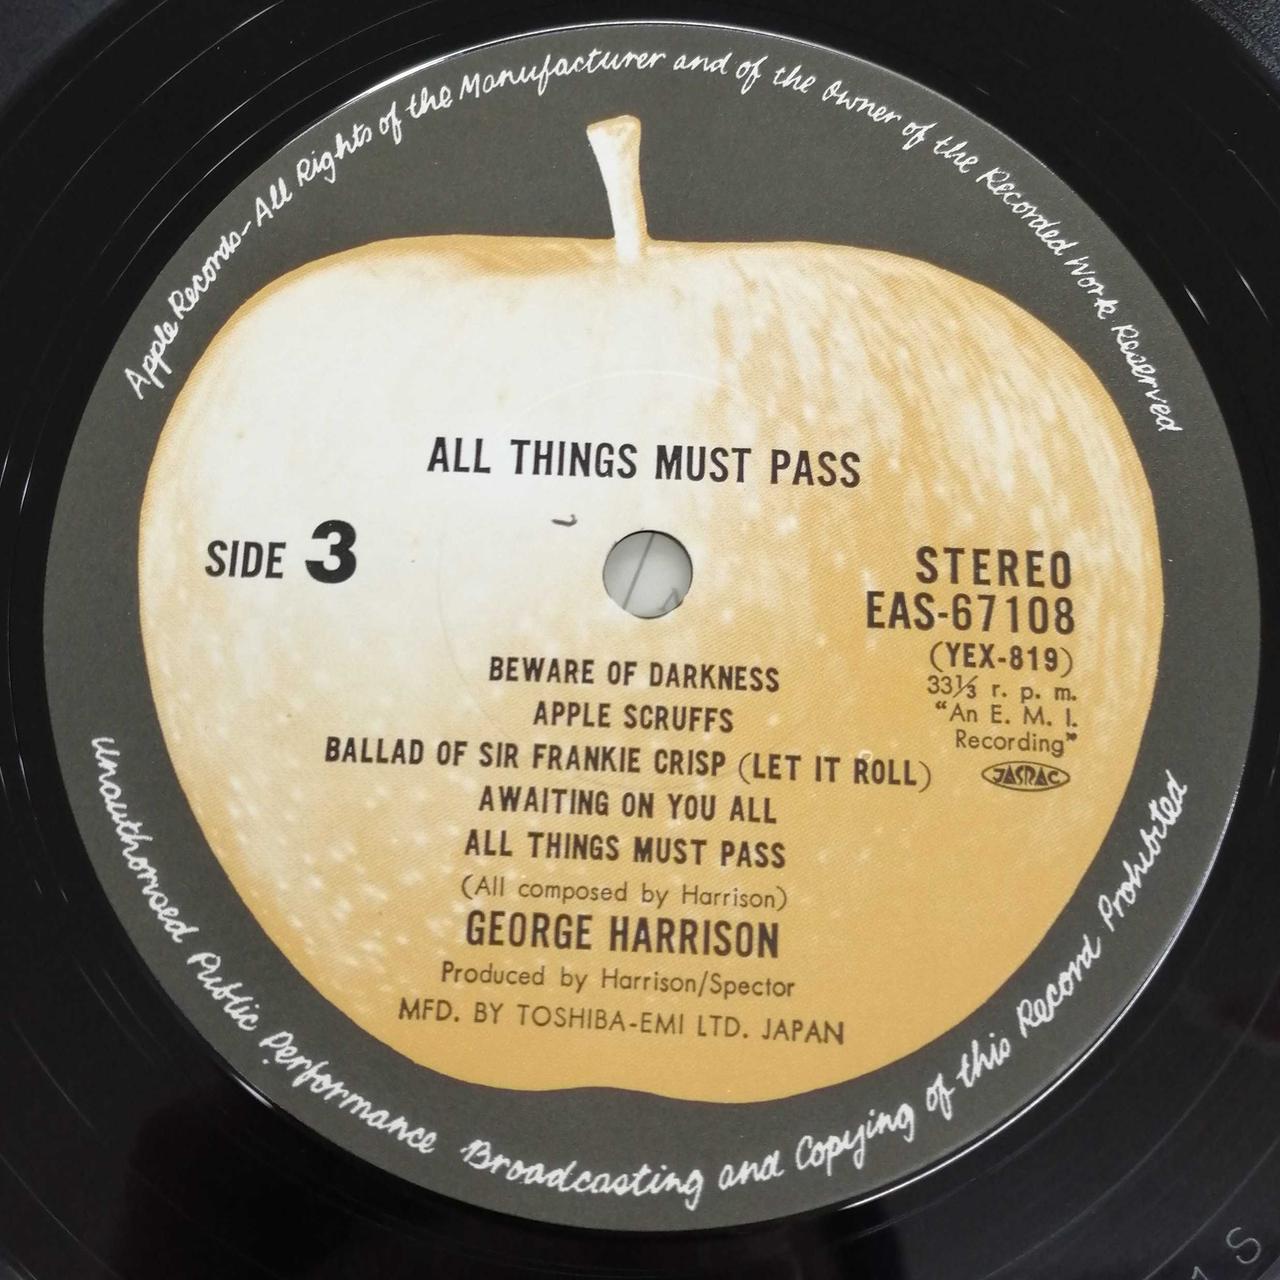 Apple Records-All Rights of the Manufacturer and of the Owner of the Recorded Work Reserved
ALL THINGS MUST PASS
SIDE 3
STEREO
EAS-67108
(YEX-819)
33⅓ r. p. m.
"An E. M. I.
Recording"
JASRAC
BEWARE OF DARKNESS
APPLE SCRUFFS
BALLAD OF SIR FRANKIE CRISP (LET IT ROLL)
AWAITING ON YOU ALL
ALL THINGS MUST PASS
(All composed by Harrison)
GEORGE HARRISON
Produced by Harrison/Spector
MFD. BY TOSHIBA-EMI LTD. JAPAN
Unauthorised Public Performance Broadcasting and Copying of this Record Prohibited